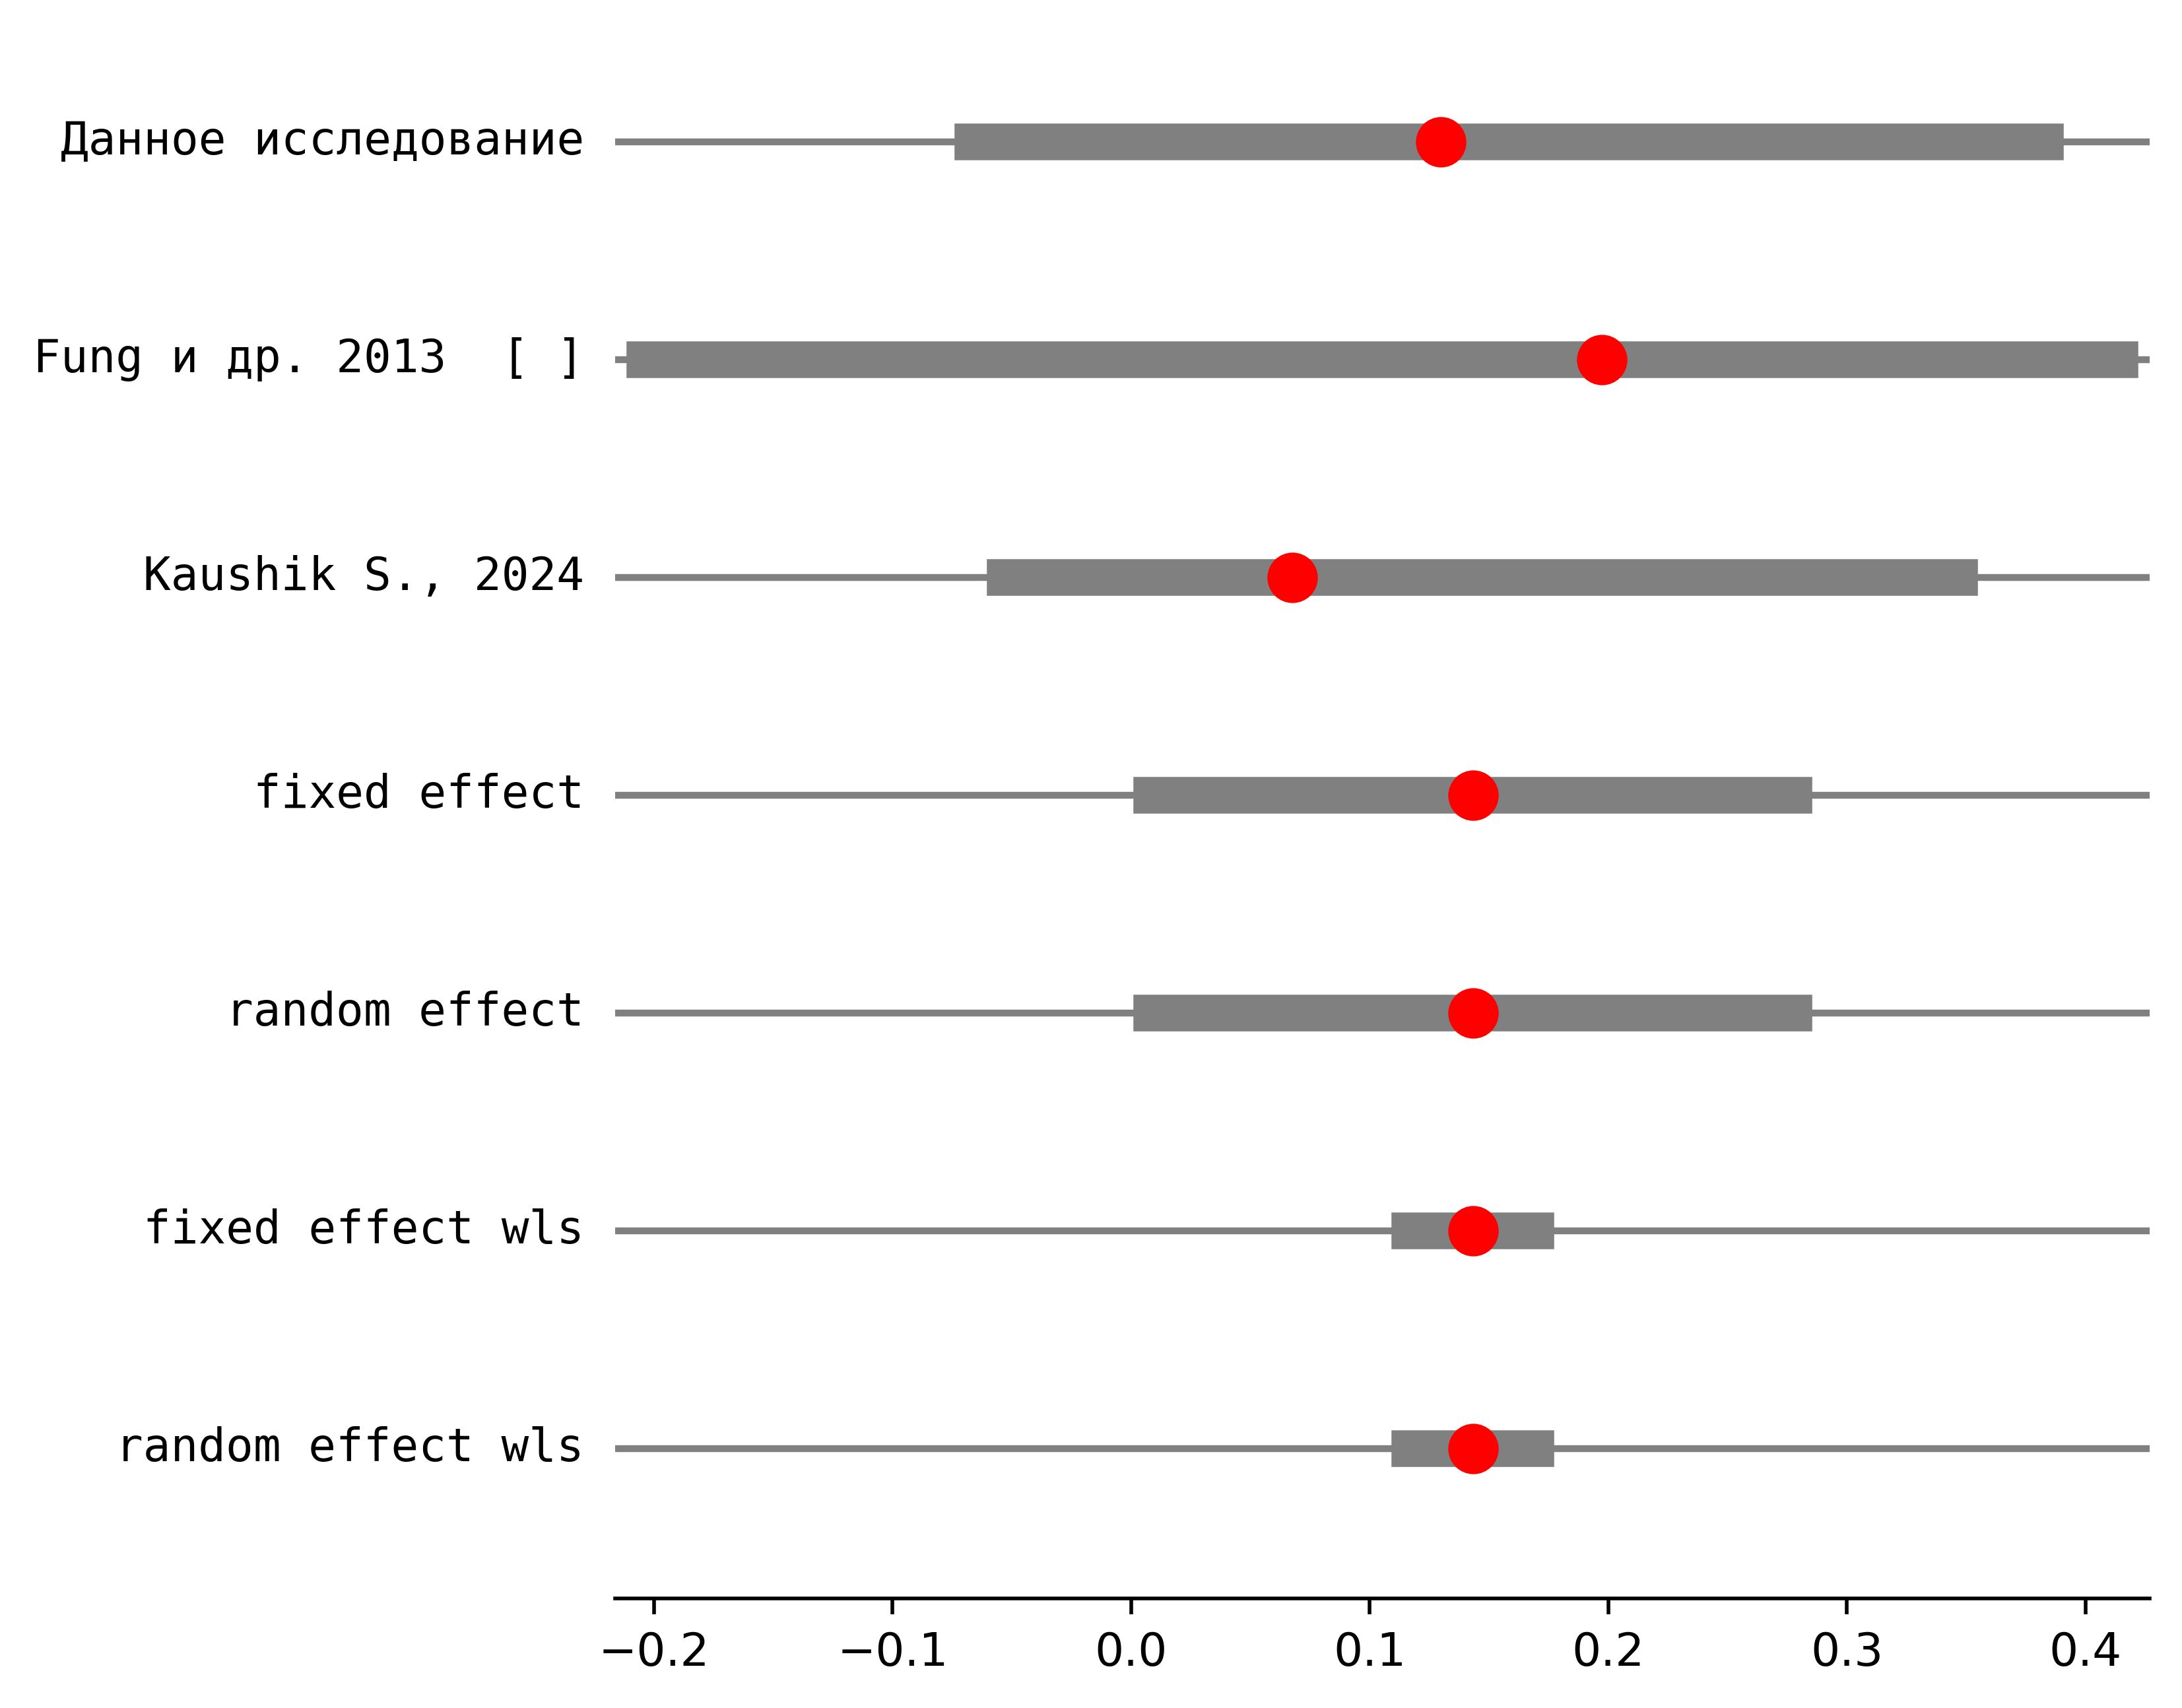 Данное исследование
Fung и др. 2013  [ ]
Kaushik S., 2024
fixed effect
random effect
fixed effect wls
random effect wls
−0.2 −0.1 0.0 0.1 0.2 0.3 0.4